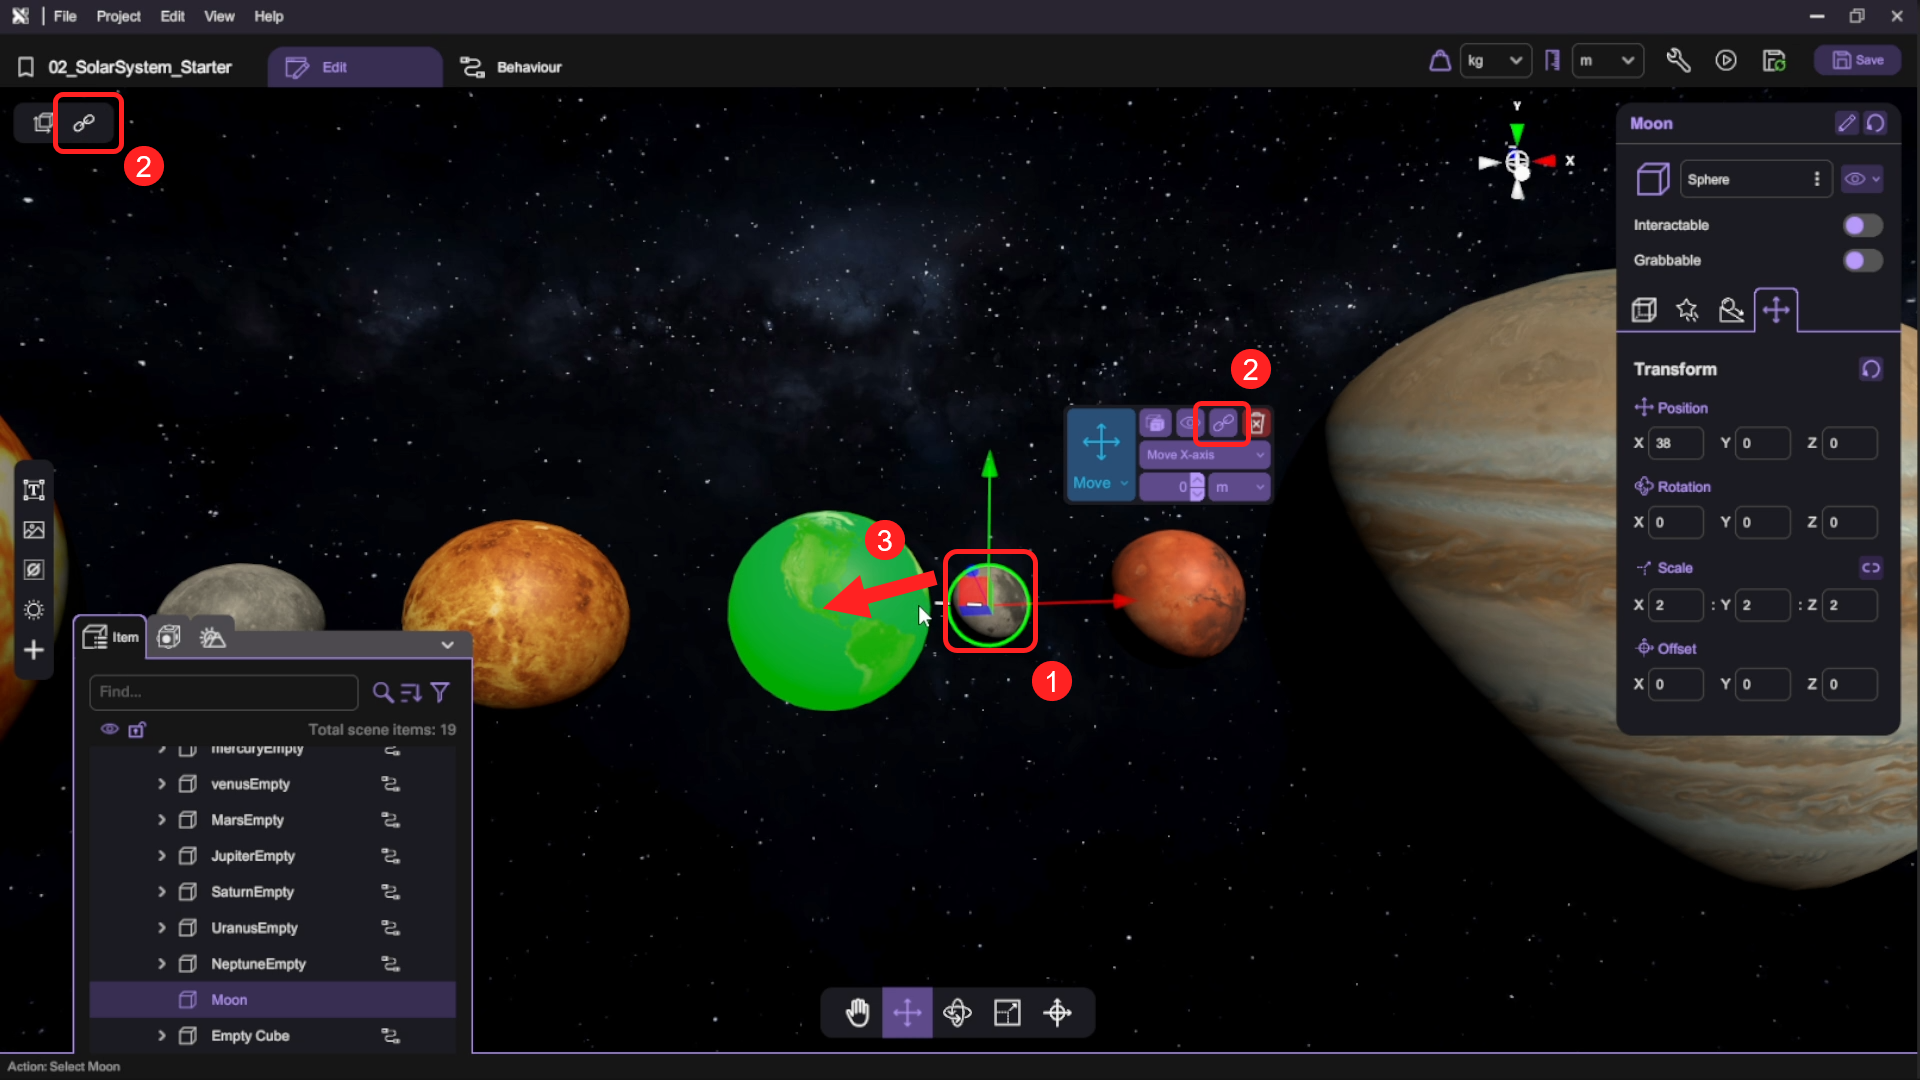 File Project Edit View Help
02_SolarSystem_Starter Edit Behaviour kg m Save
2
Y
X
Moon
Sphere
Interactable
Grabbable
Transform
Position
X 38 Y 0 Z 0
Rotation
X 0 Y 0 Z 0
Scale
X 2 : Y 2 : Z 2
Offset
X 0 Y 0 Z 0
2
Move X-axis
Move 0 m
3
1
T
Item
Find...
Total scene items: 19
mercuryEmpty
venusEmpty
MarsEmpty
JupiterEmpty
SaturnEmpty
UranusEmpty
NeptuneEmpty
Moon
Empty Cube
Action: Select Moon